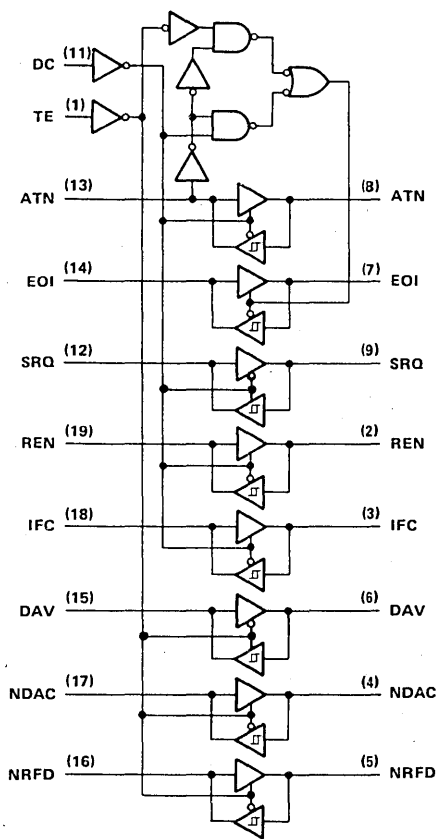 DC (11)
TE (1)
ATN (13) (8) ATN
EOI (14) (7) EOI
SRQ (12) (9) SRQ
REN (19) (2) REN
IFC (18) (3) IFC
DAV (15) (6) DAV
NDAC (17) (4) NDAC
NRFD (16) (5) NRFD